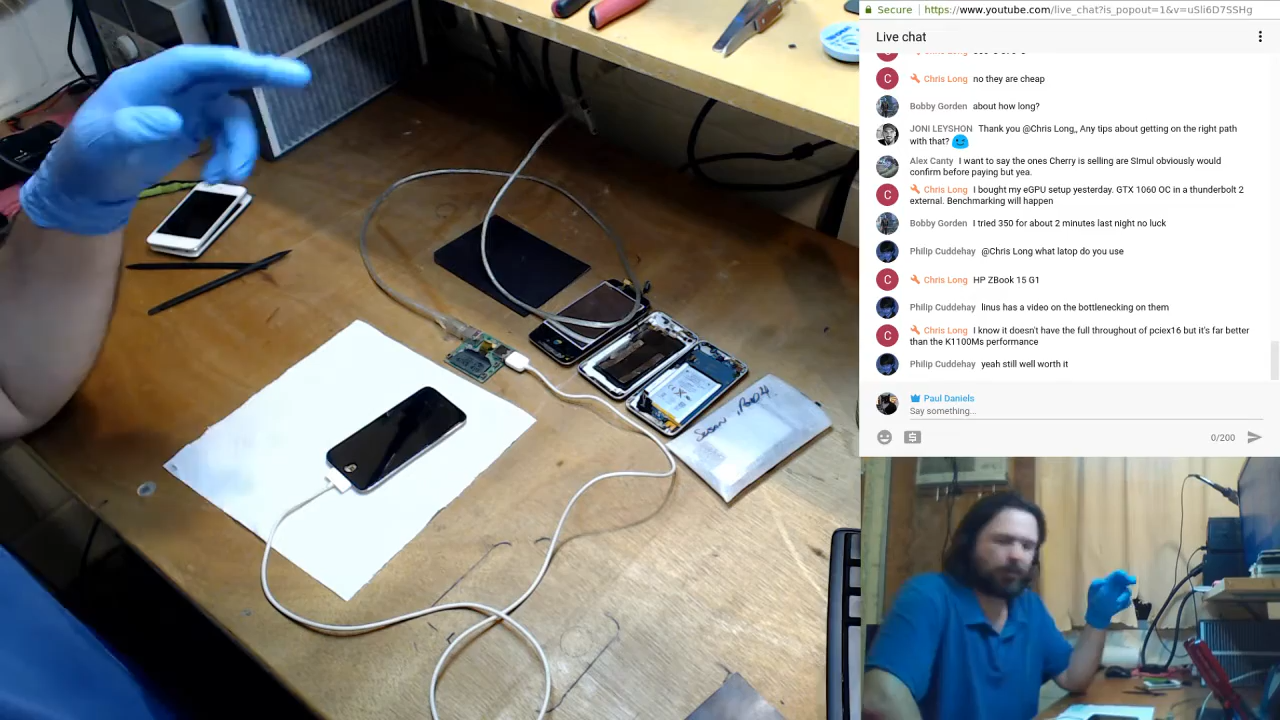 Secure https://www.youtube.com/live_chat?is_popout=1&v=uSli6D7SSHg
Live chat
Chris Long no they are cheap
Bobby Gorden about how long?
JONI LEYSHON Thank you @Chris Long,, Any tips about getting on the right path
with that?
Alex Canty I want to say the ones Cherry is selling are SImul obviously would
confirm before paying but yea.
Chris Long I bought my eGPU setup yesterday. GTX 1060 OC in a thunderbolt 2
external. Benchmarking will happen
Bobby Gorden I tried 350 for about 2 minutes last night no luck
Philip Cuddehay @Chris Long what latop do you use
Chris Long HP ZBook 15 G1
Philip Cuddehay linus has a video on the bottlenecking on them
Chris Long I know it doesn't have the full throughout of pciex16 but it's far better
than the K1100Ms performance
Philip Cuddehay yeah still well worth it
Paul Daniels
Say something...
0/200
C
C
C
C
Susan iPod 4